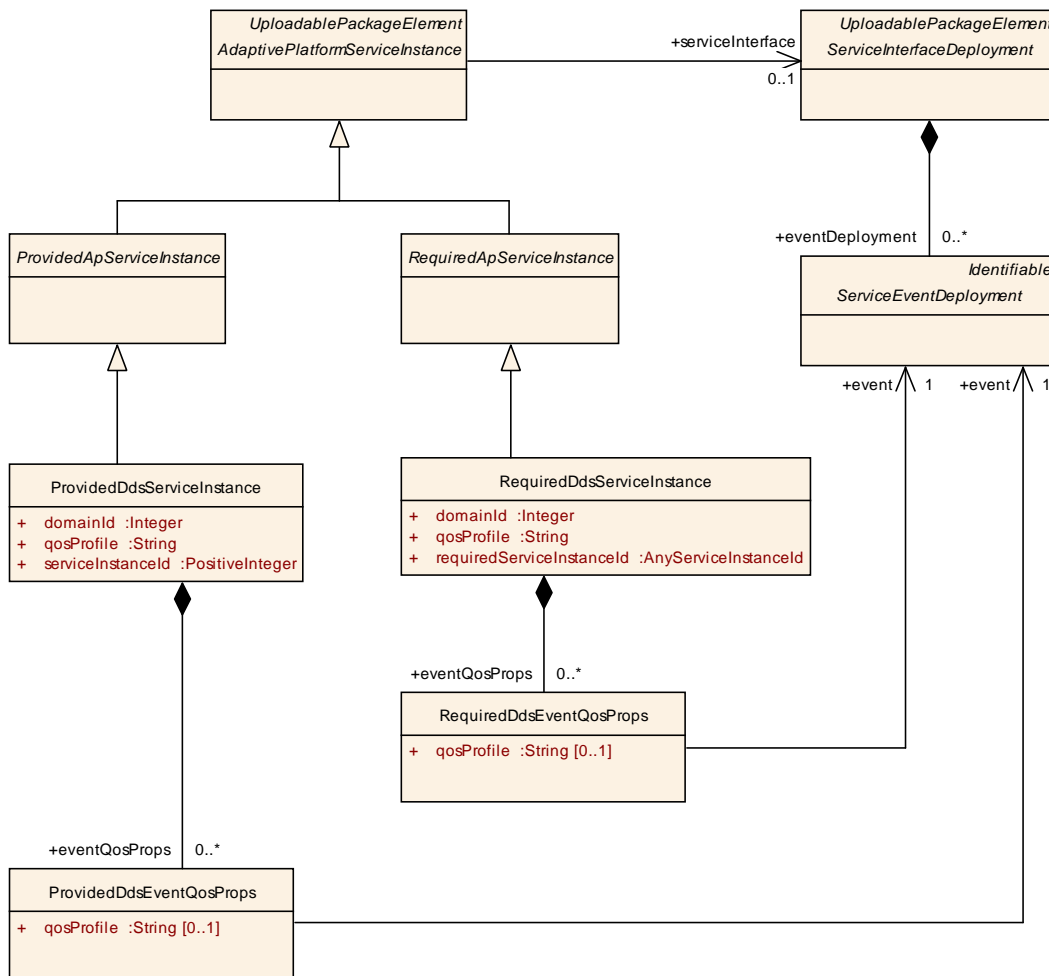 UploadablePackageElement
AdaptivePlatformServiceInstance
+serviceInterface
0..1
UploadablePackageElement
ServiceInterfaceDeployment
ProvidedApServiceInstance
RequiredApServiceInstance
+eventDeployment 0..*
Identifiable
ServiceEventDeployment
+event 1
+event 1
ProvidedDdsServiceInstance
+ domainId :Integer
+ qosProfile :String
+ serviceInstanceId :PositiveInteger
RequiredDdsServiceInstance
+ domainId :Integer
+ qosProfile :String
+ requiredServiceInstanceId :AnyServiceInstanceId
+eventQosProps 0..*
RequiredDdsEventQosProps
+ qosProfile :String [0..1]
+eventQosProps 0..*
ProvidedDdsEventQosProps
+ qosProfile :String [0..1]